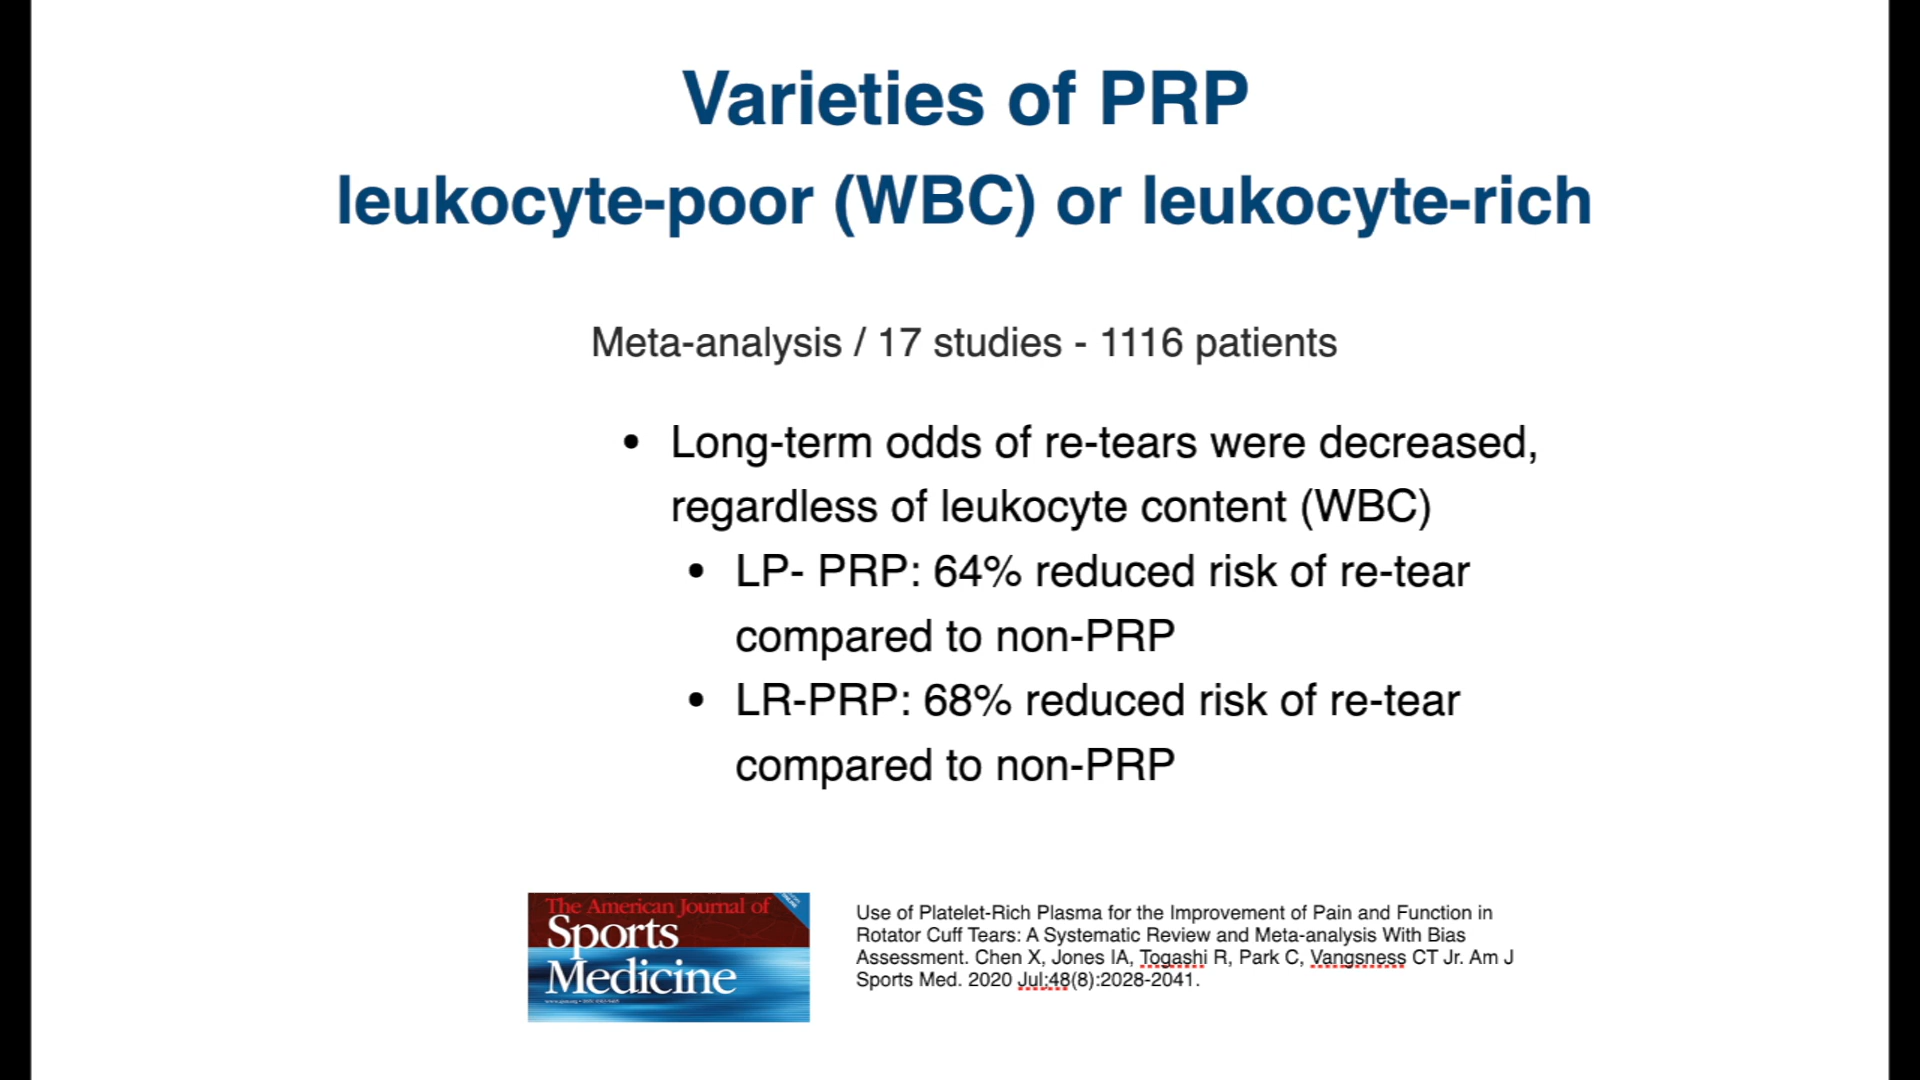 Varieties of PRP
leukocyte-poor (WBC) or leukocyte-rich
Meta-analysis / 17 studies - 1116 patients
• Long-term odds of re-tears were decreased,
regardless of leukocyte content (WBC)
• LP- PRP: 64% reduced risk of re-tear
compared to non-PRP
• LR-PRP: 68% reduced risk of re-tear
compared to non-PRP
The American Journal of
Sports
Medicine
Use of Platelet-Rich Plasma for the Improvement of Pain and Function in
Rotator Cuff Tears: A Systematic Review and Meta-analysis With Bias
Assessment. Chen X, Jones IA, Togashi R, Park C, Vangsness CT Jr. Am J
Sports Med. 2020 Jul;48(8):2028-2041.